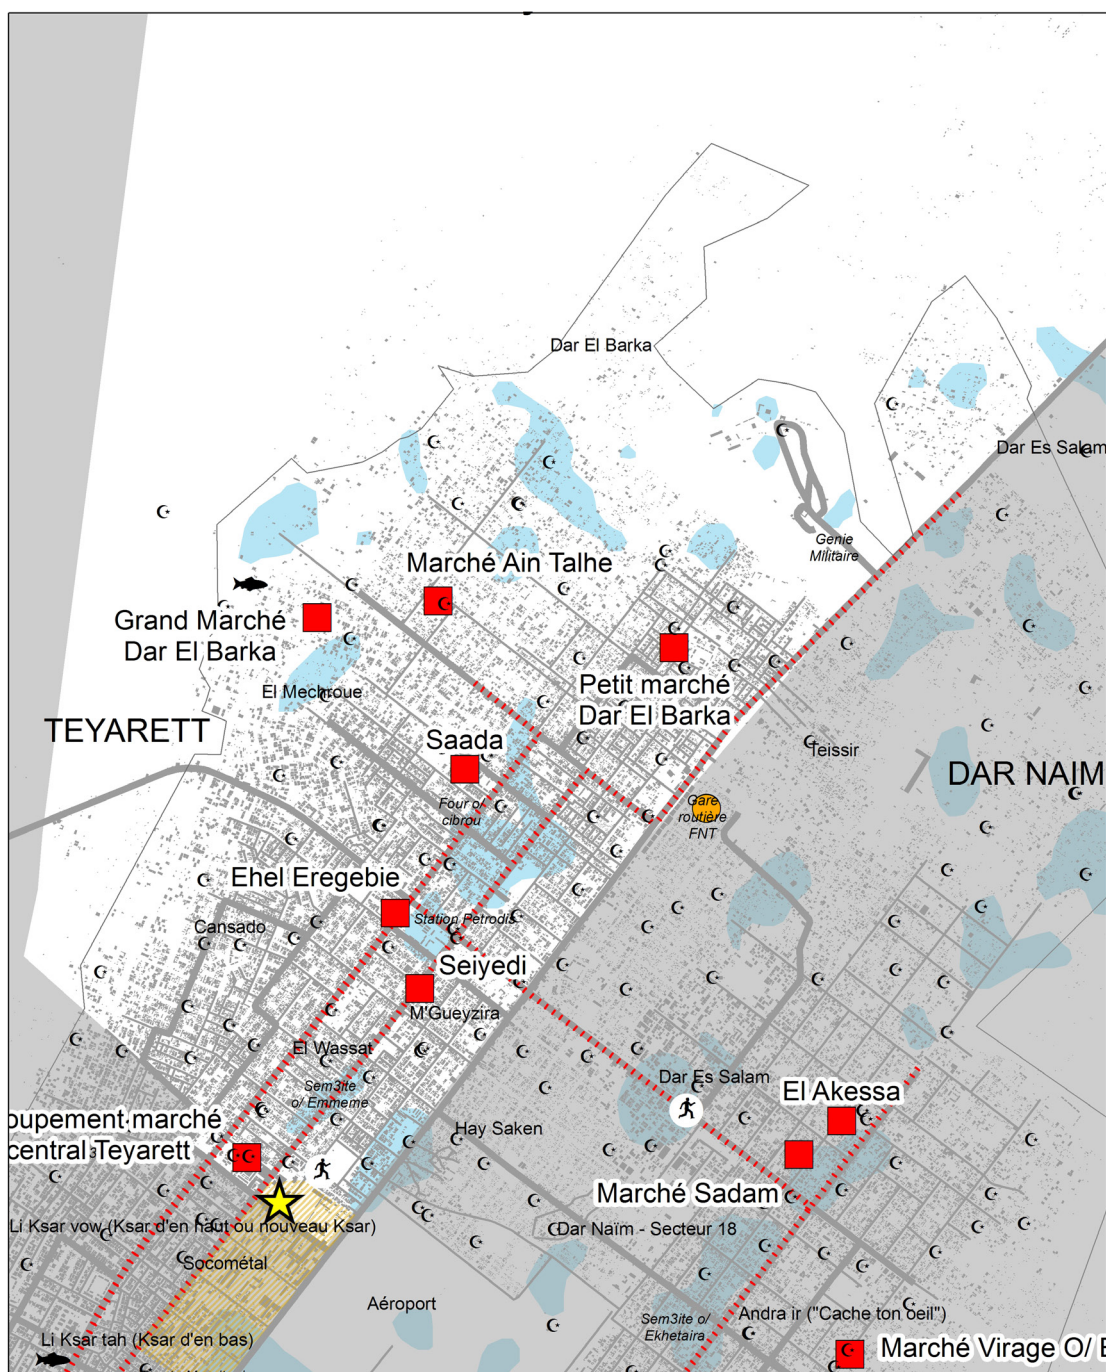 Dar El Barka
Dar Es Salam
Genie
Militaire
Marché Ain Talhe
Grand Marché
Dar El Barka
Petit marché
Dar El Barka
El Mechroue
TEYARETT
Saada
Teissir
DAR NAIM
Four o/
cibrou
Gare
routière
FNT
Ehel Eregebie
Station Petrodis
Cansado
Seiyedi
M'Gueyzira
El Wassat
Sem3ite
o/ Emmeme
Dar Es Salam
El Akessa
oupement marché
central Teyarett
Hay Saken
Marché Sadam
Li Ksar vow (Ksar d'en haut ou nouveau Ksar)
Dar Naïm - Secteur 18
Socométal
Aéroport
Andra ir ("Cache ton oeil")
Sem3ite o/
Ekhetaira
Li Ksar tah (Ksar d'en bas)
Marché Virage O/ E